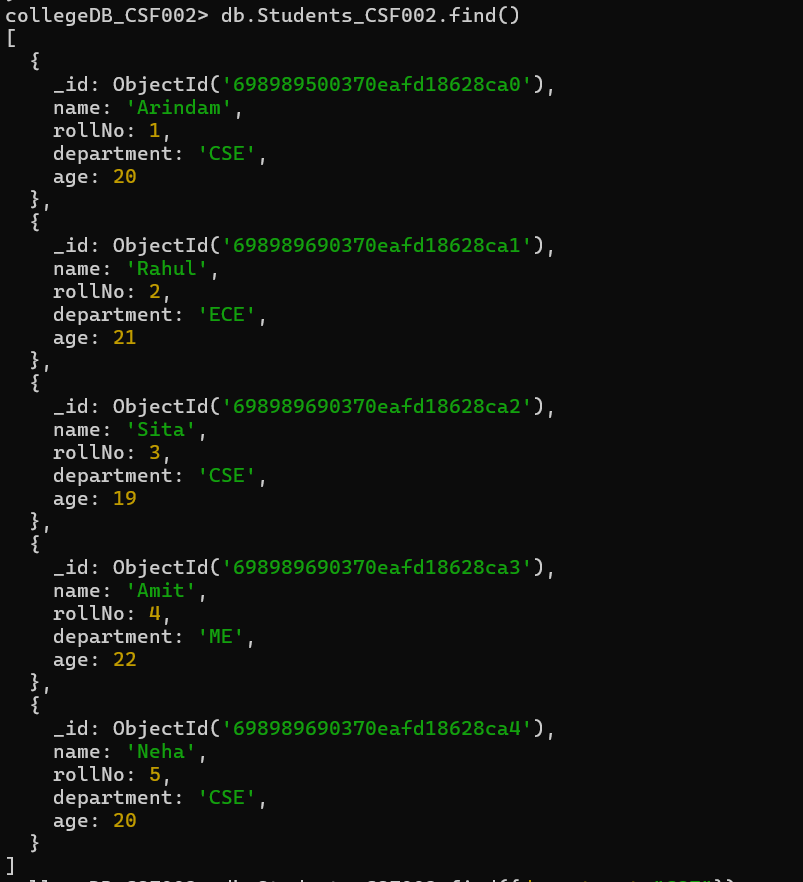 collegeDB_CSF002> db.Students_CSF002.find()
[
  {
    _id: ObjectId('698989500370eafd18628ca0'),
    name: 'Arindam',
    rollNo: 1,
    department: 'CSE',
    age: 20
  },
  {
    _id: ObjectId('698989690370eafd18628ca1'),
    name: 'Rahul',
    rollNo: 2,
    department: 'ECE',
    age: 21
  },
  {
    _id: ObjectId('698989690370eafd18628ca2'),
    name: 'Sita',
    rollNo: 3,
    department: 'CSE',
    age: 19
  },
  {
    _id: ObjectId('698989690370eafd18628ca3'),
    name: 'Amit',
    rollNo: 4,
    department: 'ME',
    age: 22
  },
  {
    _id: ObjectId('698989690370eafd18628ca4'),
    name: 'Neha',
    rollNo: 5,
    department: 'CSE',
    age: 20
  }
]